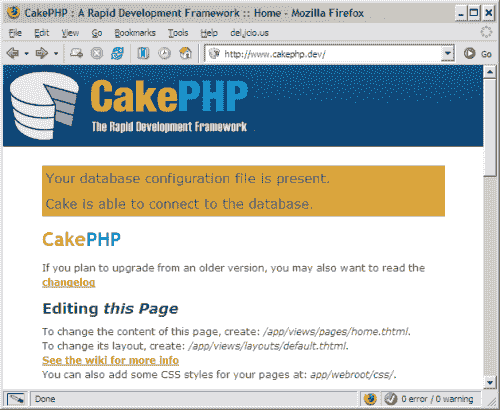 CakePHP : A Rapid Development Framework :: Home - Mozilla Firefox
File Edit View Go Bookmarks Tools Help del.icio.us
http://www.cakephp.dev/ Go
CakePHP
The Rapid Development Framework
Your database configuration file is present.
Cake is able to connect to the database.
CakePHP
If you plan to upgrade from an older version, you may also want to read the
changelog
Editing this Page
To change the content of this page, create: /app/views/pages/home.thtml.
To change its layout, create: /app/views/layouts/default.thtml.
See the wiki for more info
You can also add some CSS styles for your pages at: app/webroot/css/.
Done 0 error / 0 warning